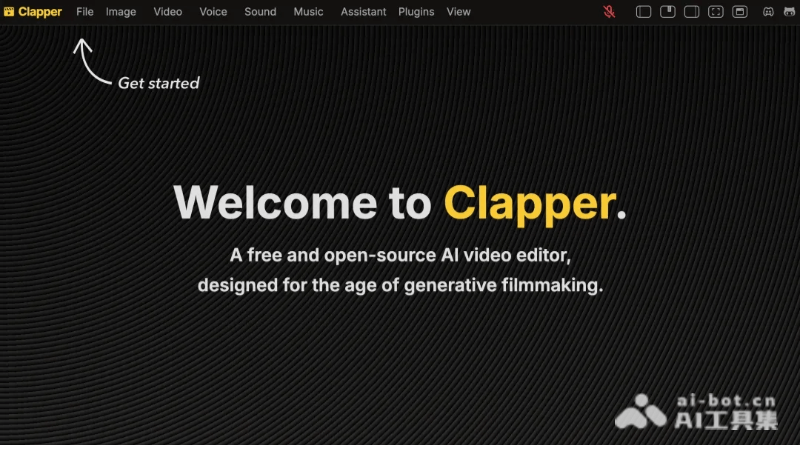 Clapper File Image Video Voice Sound Music Assistant Plugins View
Get started
Welcome to Clapper.
A free and open-source AI video editor,
designed for the age of generative filmmaking.
ai-bot.cn
AI工具集